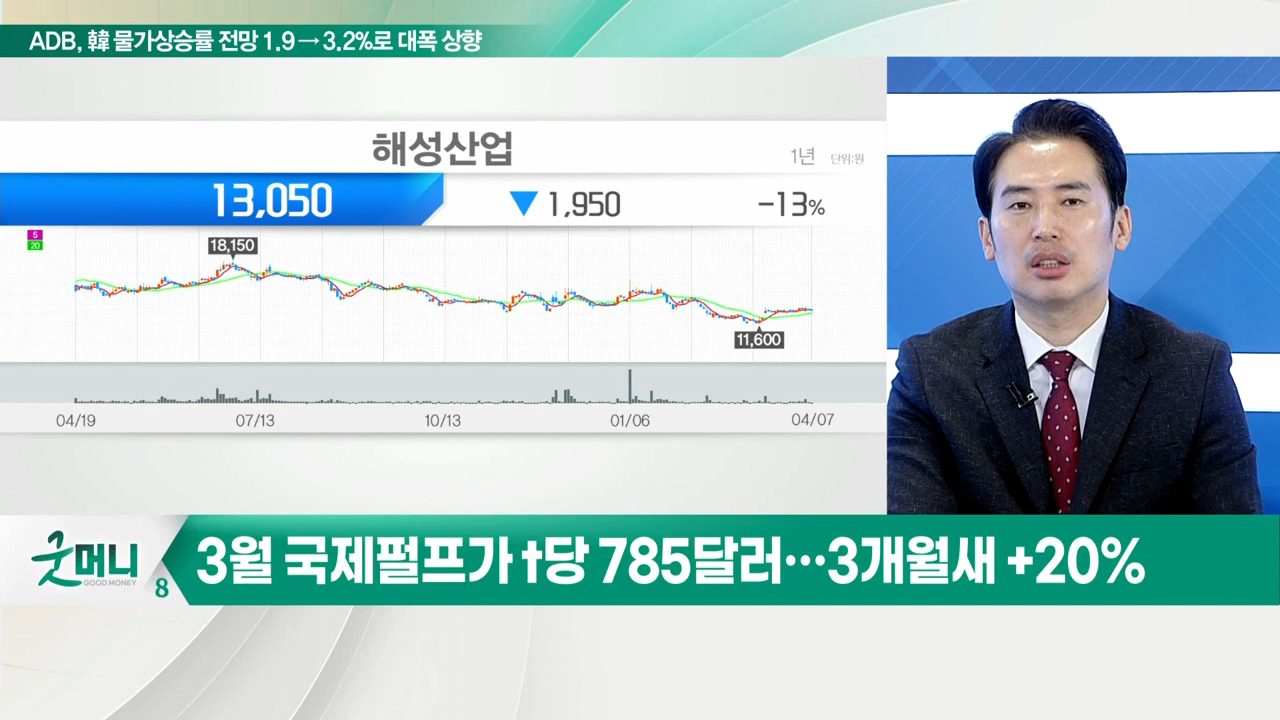 ADB, 韓 물가상승률 전망 1.9→3.2%로 대폭 상향
해성산업
1년 단위:원
13,050 ▼1,950 -13%
5
20
18,150
11,600
04/19 07/13 10/13 01/06 04/07
굿머니
GOOD MONEY
8
3월 국제펄프가 t당 785달러…3개월새 +20%